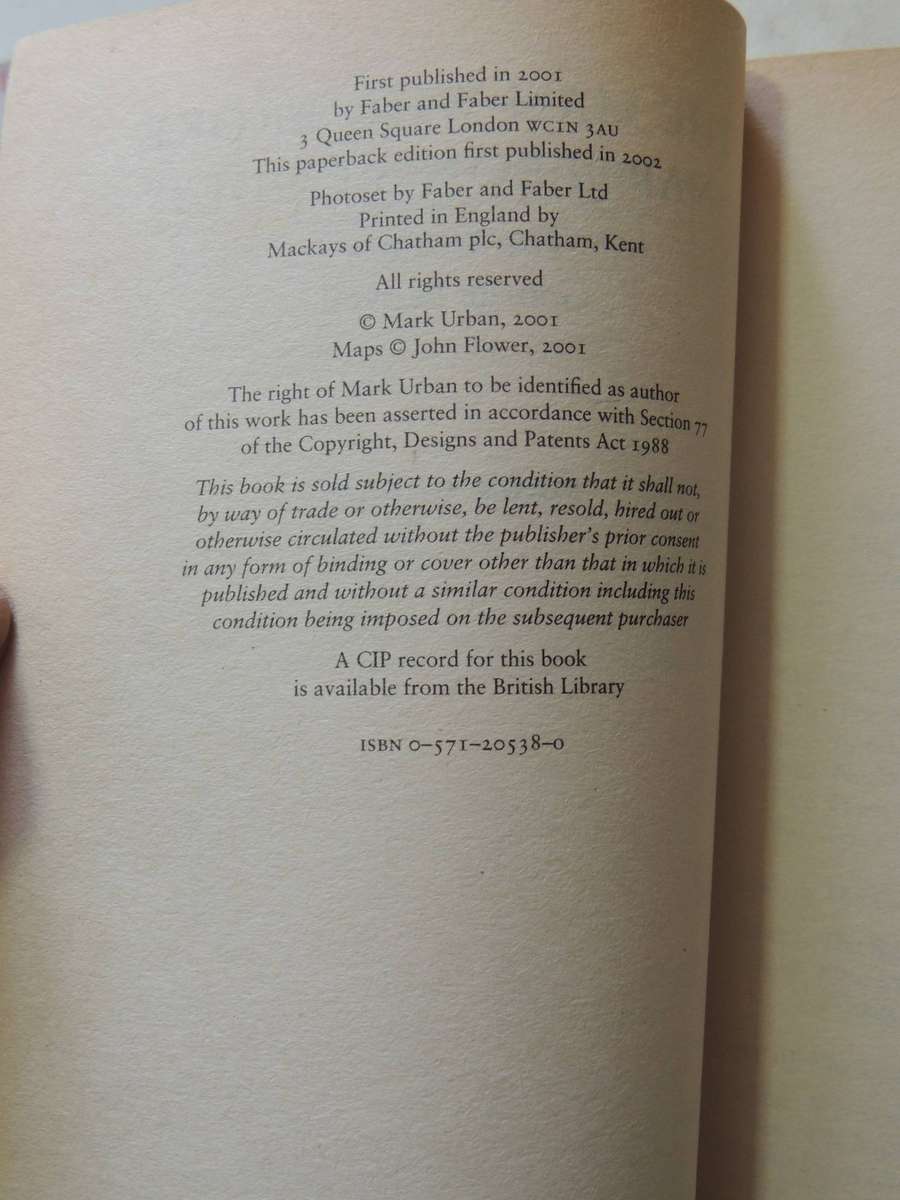 First published in 2001
by Faber and Faber Limited
3 Queen Square London WC1N 3AU
This paperback edition first published in 2002
Photoset by Faber and Faber Ltd
Printed in England by
Mackays of Chatham plc, Chatham, Kent
All rights reserved
© Mark Urban, 2001
Maps © John Flower, 2001
The right of Mark Urban to be identified as author
of this work has been asserted in accordance with Section 77
of the Copyright, Designs and Patents Act 1988
This book is sold subject to the condition that it shall not,
by way of trade or otherwise, be lent, resold, hired out or
otherwise circulated without the publisher's prior consent
in any form of binding or cover other than that in which it is
published and without a similar condition including this
condition being imposed on the subsequent purchaser
A CIP record for this book
is available from the British Library
ISBN 0–571–20538–0